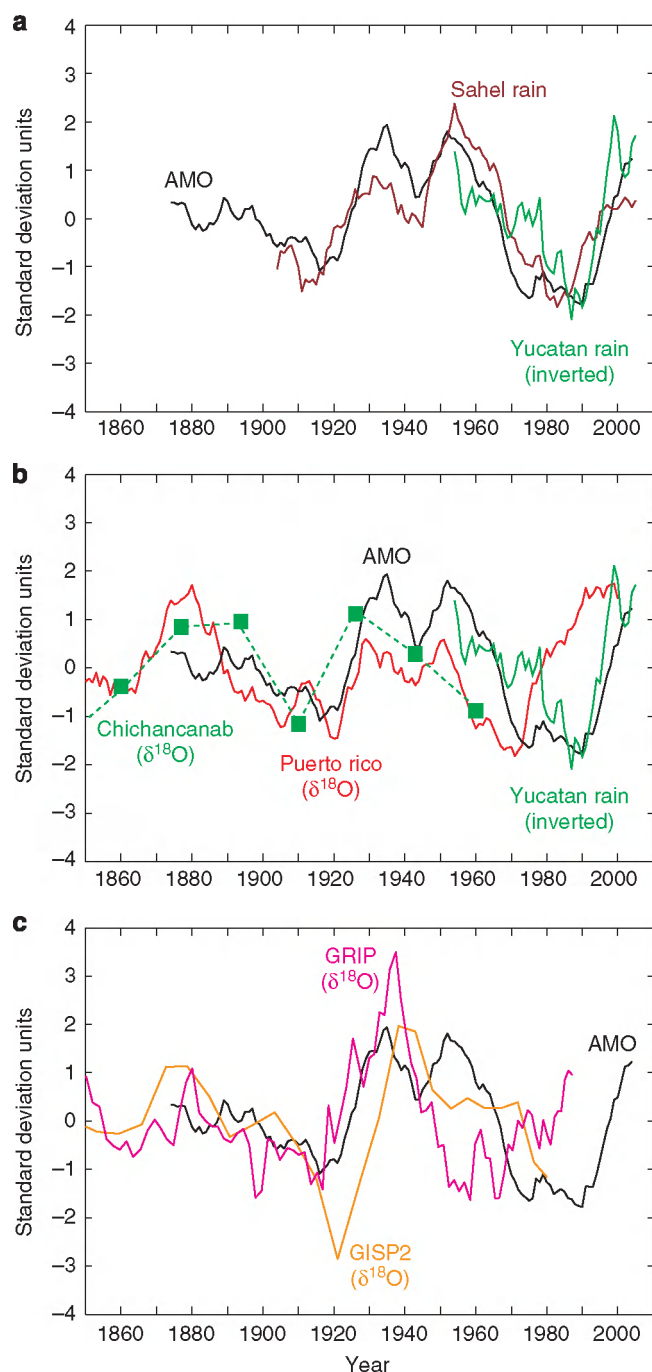 a
4
3
2
1
0
−1
−2
−3
−4
Standard deviation units
AMO
Sahel rain
Yucatan rain
(inverted)
1860 1880 1900 1920 1940 1960 1980 2000
b
4
3
2
1
0
−1
−2
−3
−4
Standard deviation units
AMO
Chichancanab
(δ¹⁸O)
Puerto rico
(δ¹⁸O)
Yucatan rain
(inverted)
1860 1880 1900 1920 1940 1960 1980 2000
c
4
3
2
1
0
−1
−2
−3
−4
Standard deviation units
GRIP
(δ¹⁸O)
AMO
GISP2
(δ¹⁸O)
1860 1880 1900 1920 1940 1960 1980 2000
Year